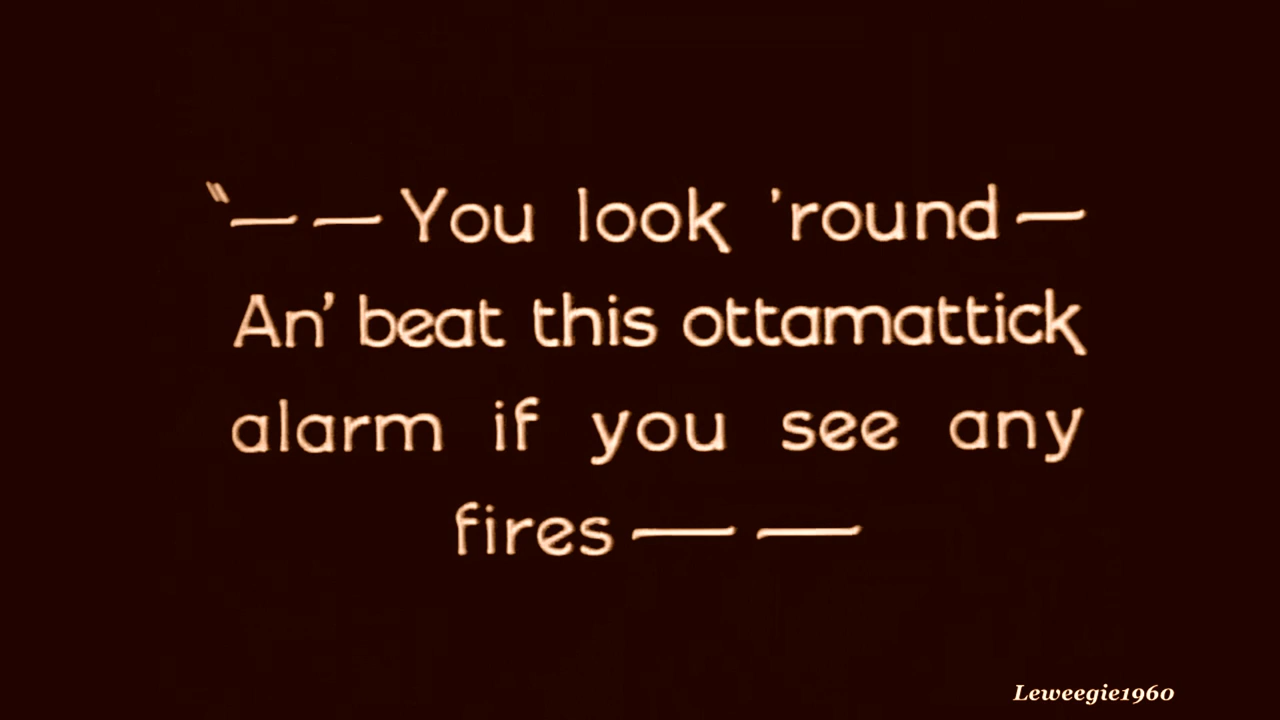 "— — You look 'round —
An' beat this ottamattick
alarm if you see any
fires — —
Leweegie1960